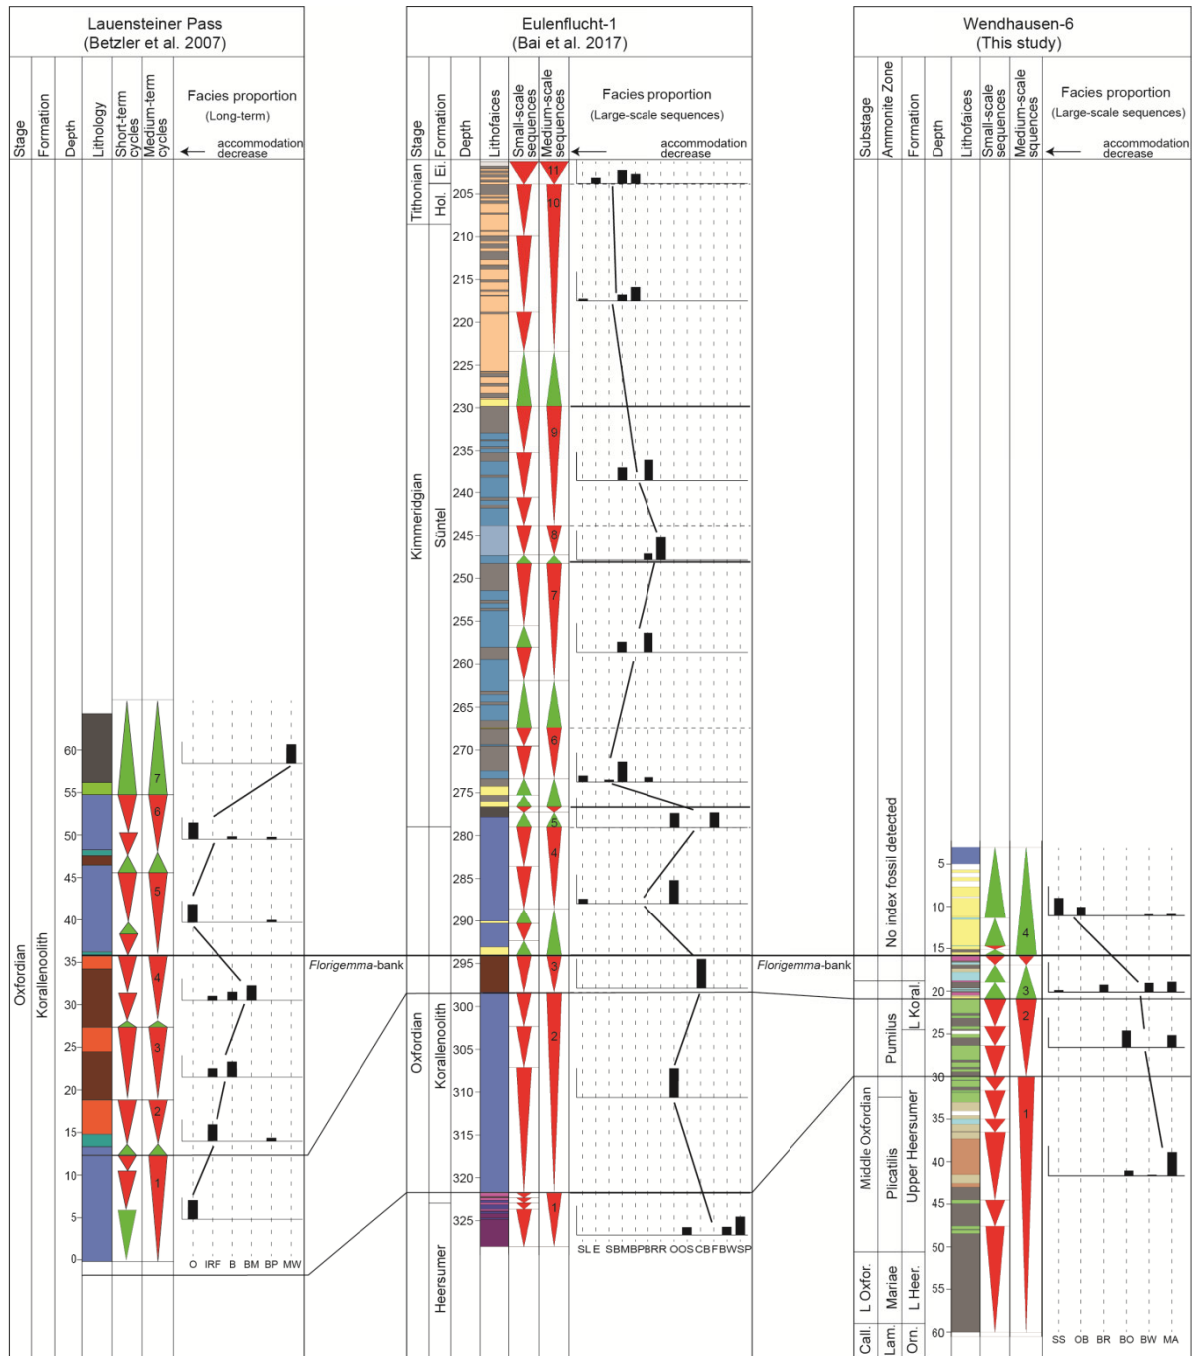 Lauensteiner Pass
(Betzler et al. 2007)
Stage
Formation
Depth
Lithology
Short-term
cycles
Medium-term
cycles
Facies proportion
(Long-term)
accommodation
decrease
Oxfordian
Korallenoolith
60
55
50
45
40
35
30
25
20
15
10
5
0
7
6
5
4
3
2
1
O IRF B BM BP MW
Florigemma-bank
Eulenflucht-1
(Bai et al. 2017)
Stage
Formation
Depth
Lithofaices
Small-scale
sequences
Medium-scale
sequences
Facies proportion
(Large-scale sequences)
accommodation
decrease
Tithonian
Kimmeridgian
Oxfordian
Ei.
Hol.
Süntel
Korallenoolith
Heersumer
205
210
215
220
225
230
235
240
245
250
255
260
265
270
275
280
285
290
295
300
305
310
315
320
325
11
10
9
8
7
6
5
4
3
2
1
SL E SBMBPBRR OOSCBFBWSP
Florigemma-bank
Wendhausen-6
(This study)
Substage
Ammonite Zone
Formation
Depth
Lithofacies
Small-scale
sequences
Medium-scale
squences
Facies proportion
(Large-scale sequences)
accommodation
decrease
No index fossil detected
Middle Oxfordian
L Oxfor.
Call.
Pumilus
Plicatilis
Mariae
Lam.
L Koral.
Upper Heersumer
L Heer.
Orn.
5
10
15
20
25
30
35
40
45
50
55
60
4
3
2
1
SS OB BR BO BW MA